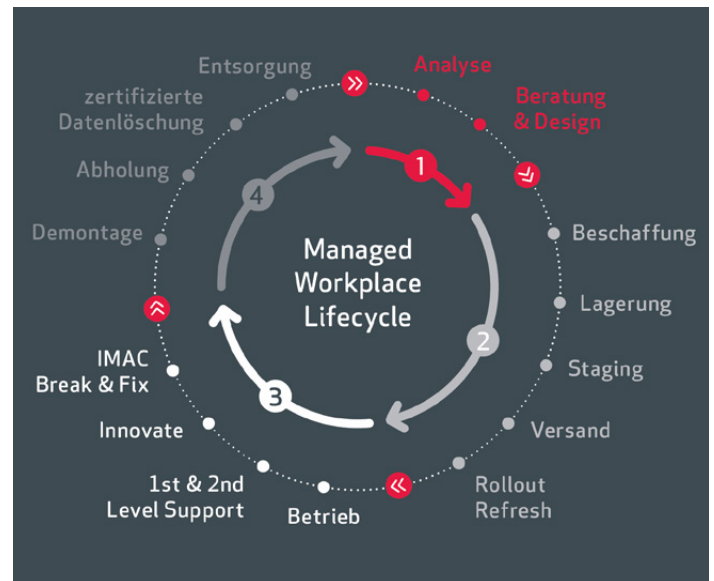 Analyse
Beratung
& Design
Beschaffung
Lagerung
Staging
Versand
Rollout
Refresh
Betrieb
1st & 2nd
Level Support
Innovate
IMAC
Break & Fix
Demontage
Abholung
zertifizierte
Datenlöschung
Entsorgung
1
2
3
4
Managed
Workplace
Lifecycle